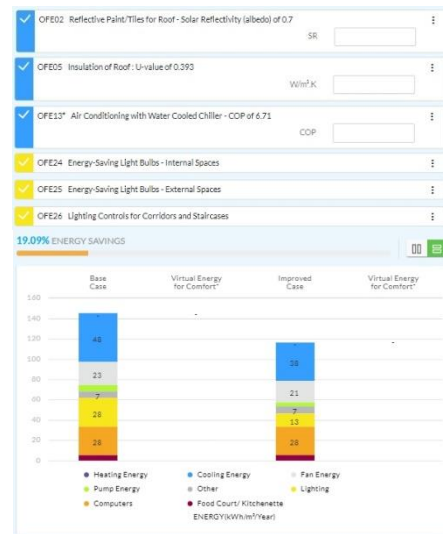 OFE02 Reflective Paint/Tiles for Roof - Solar Reflectivity (albedo) of 0.7
SR
OFE05 Insulation of Roof : U-value of 0.393
W/m².K
OFE13* Air Conditioning with Water Cooled Chiller - COP of 6.71
COP
OFE24 Energy-Saving Light Bulbs - Internal Spaces
OFE25 Energy-Saving Light Bulbs - External Spaces
OFE26 Lighting Controls for Corridors and Staircases
19.09% ENERGY SAVINGS
Base Case
Virtual Energy for Comfort*
Improved Case
Virtual Energy for Comfort*
160
140
120
100
80
60
40
20
0
48
23
7
28
28
38
21
7
13
28
Heating Energy
Cooling Energy
Fan Energy
Pump Energy
Other
Lighting
Computers
Food Court/ Kitchenette
ENERGY(kWh/m²/Year)